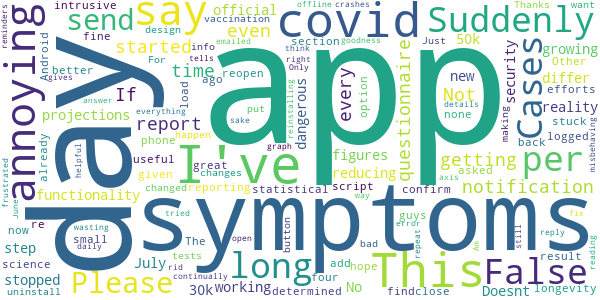 intrusive official vaccination offline crashes Thanks want
reminders send say info design emailed think covid Suddenly
annoying fine started even section goodness right Only 50k growing
Android better For time ago reopen put dangerous every Just Not Other differ efforts Cases
Agives tells load option questionnaire new security reality
projections If day app answer everything sake reinstalling details none making stuck back logged misbehaving
already report phone happen I've graph figures getting asked per
frustrated helpful useful given great changes reducing notification
functionality changed reporting statistical script confirm axis way
June re wasting daily tried symptoms fix
now small The open button bad error guys reply reading
step Please July tests rid long add four This still False
science stopped continually hope repeat Am result
uninstall 30k working determined No find close Doesnt longevity